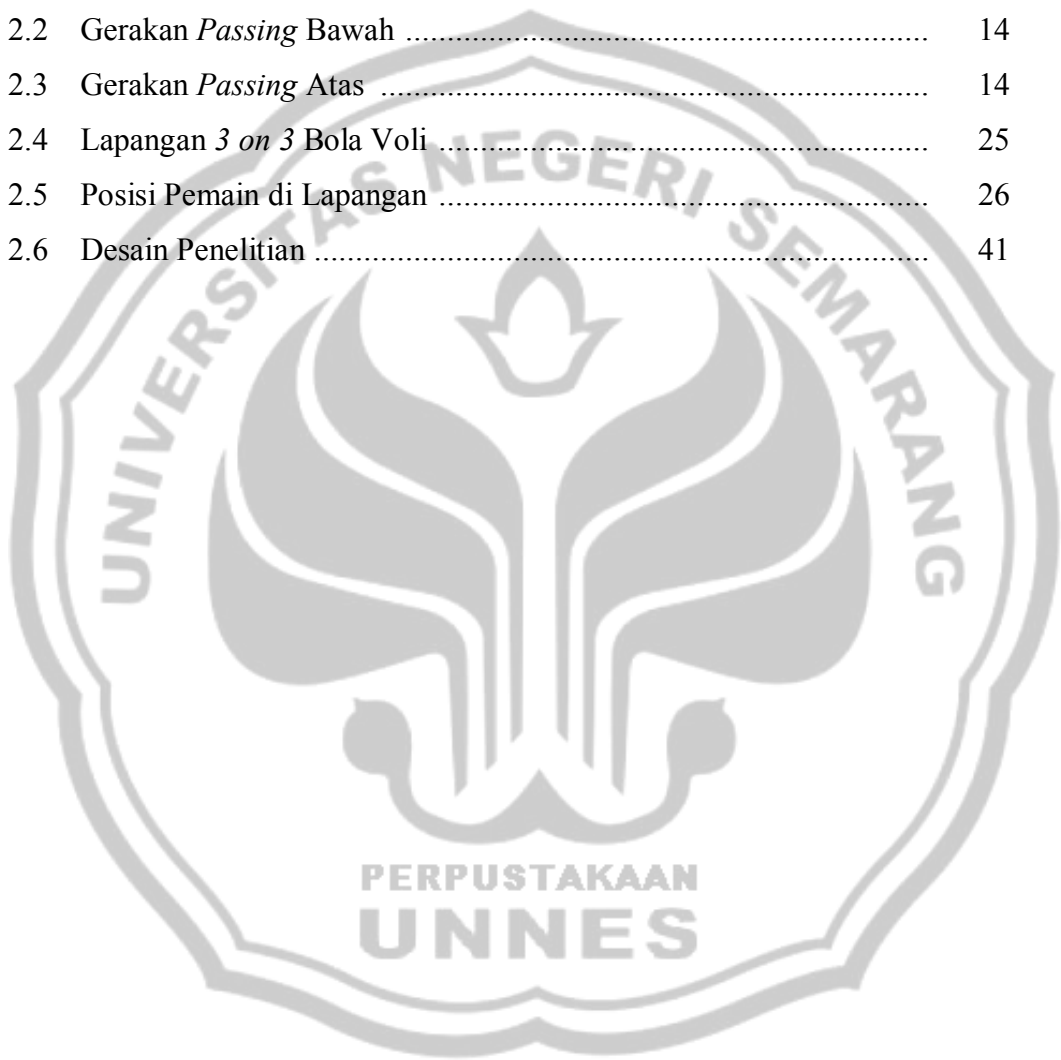 2.2 Gerakan Passing Bawah ........................................................................ 14
2.3 Gerakan Passing Atas ........................................................................... 14
2.4 Lapangan 3 on 3 Bola Voli ................................................................... 25
2.5 Posisi Pemain di Lapangan ................................................................... 26
2.6 Desain Penelitian .................................................................................... 41
UNIVERSITAS NEGERI SEMARANG
PERPUSTAKAAN
UNNES